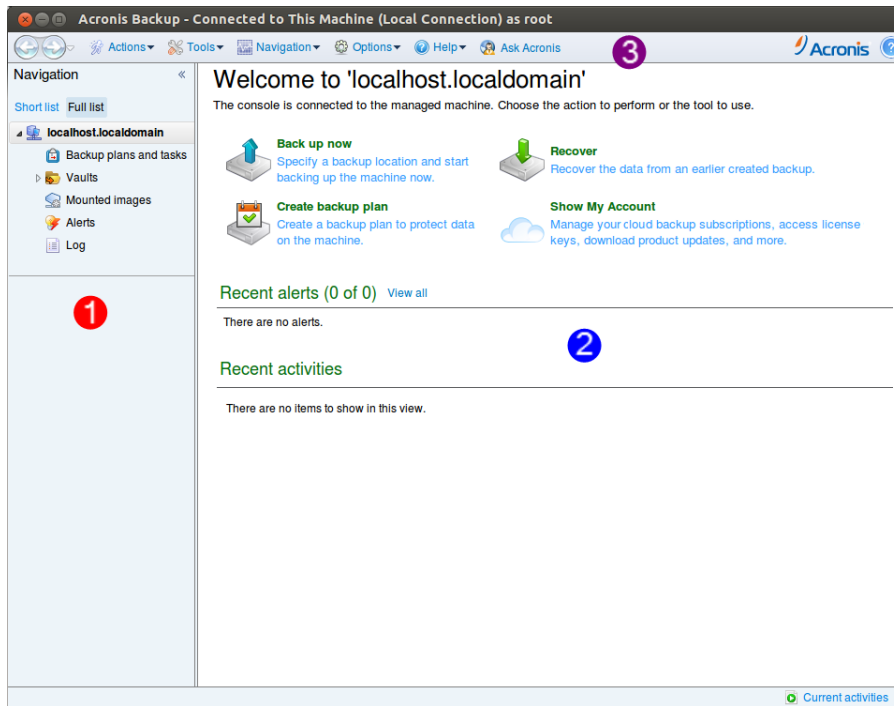 Acronis Backup - Connected to This Machine (Local Connection) as root
Actions Tools Navigation Options Help Ask Acronis
3
Acronis
?
Navigation «
Short list Full list
localhost.localdomain
Backup plans and tasks
Vaults
Mounted images
Alerts
Log
1
Welcome to 'localhost.localdomain'
The console is connected to the managed machine. Choose the action to perform or the tool to use.
Back up now
Specify a backup location and start
backing up the machine now.
Recover
Recover the data from an earlier created backup.
Create backup plan
Create a backup plan to protect data
on the machine.
Show My Account
Manage your cloud backup subscriptions, access license
keys, download product updates, and more.
Recent alerts (0 of 0) View all
There are no alerts.
2
Recent activities
There are no items to show in this view.
Current activities